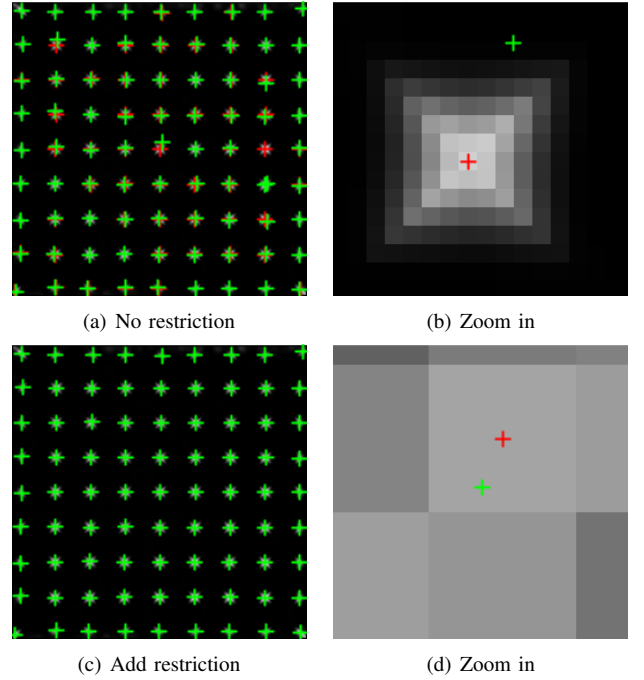 (a) No restriction
(b) Zoom in
(c) Add restriction
(d) Zoom in